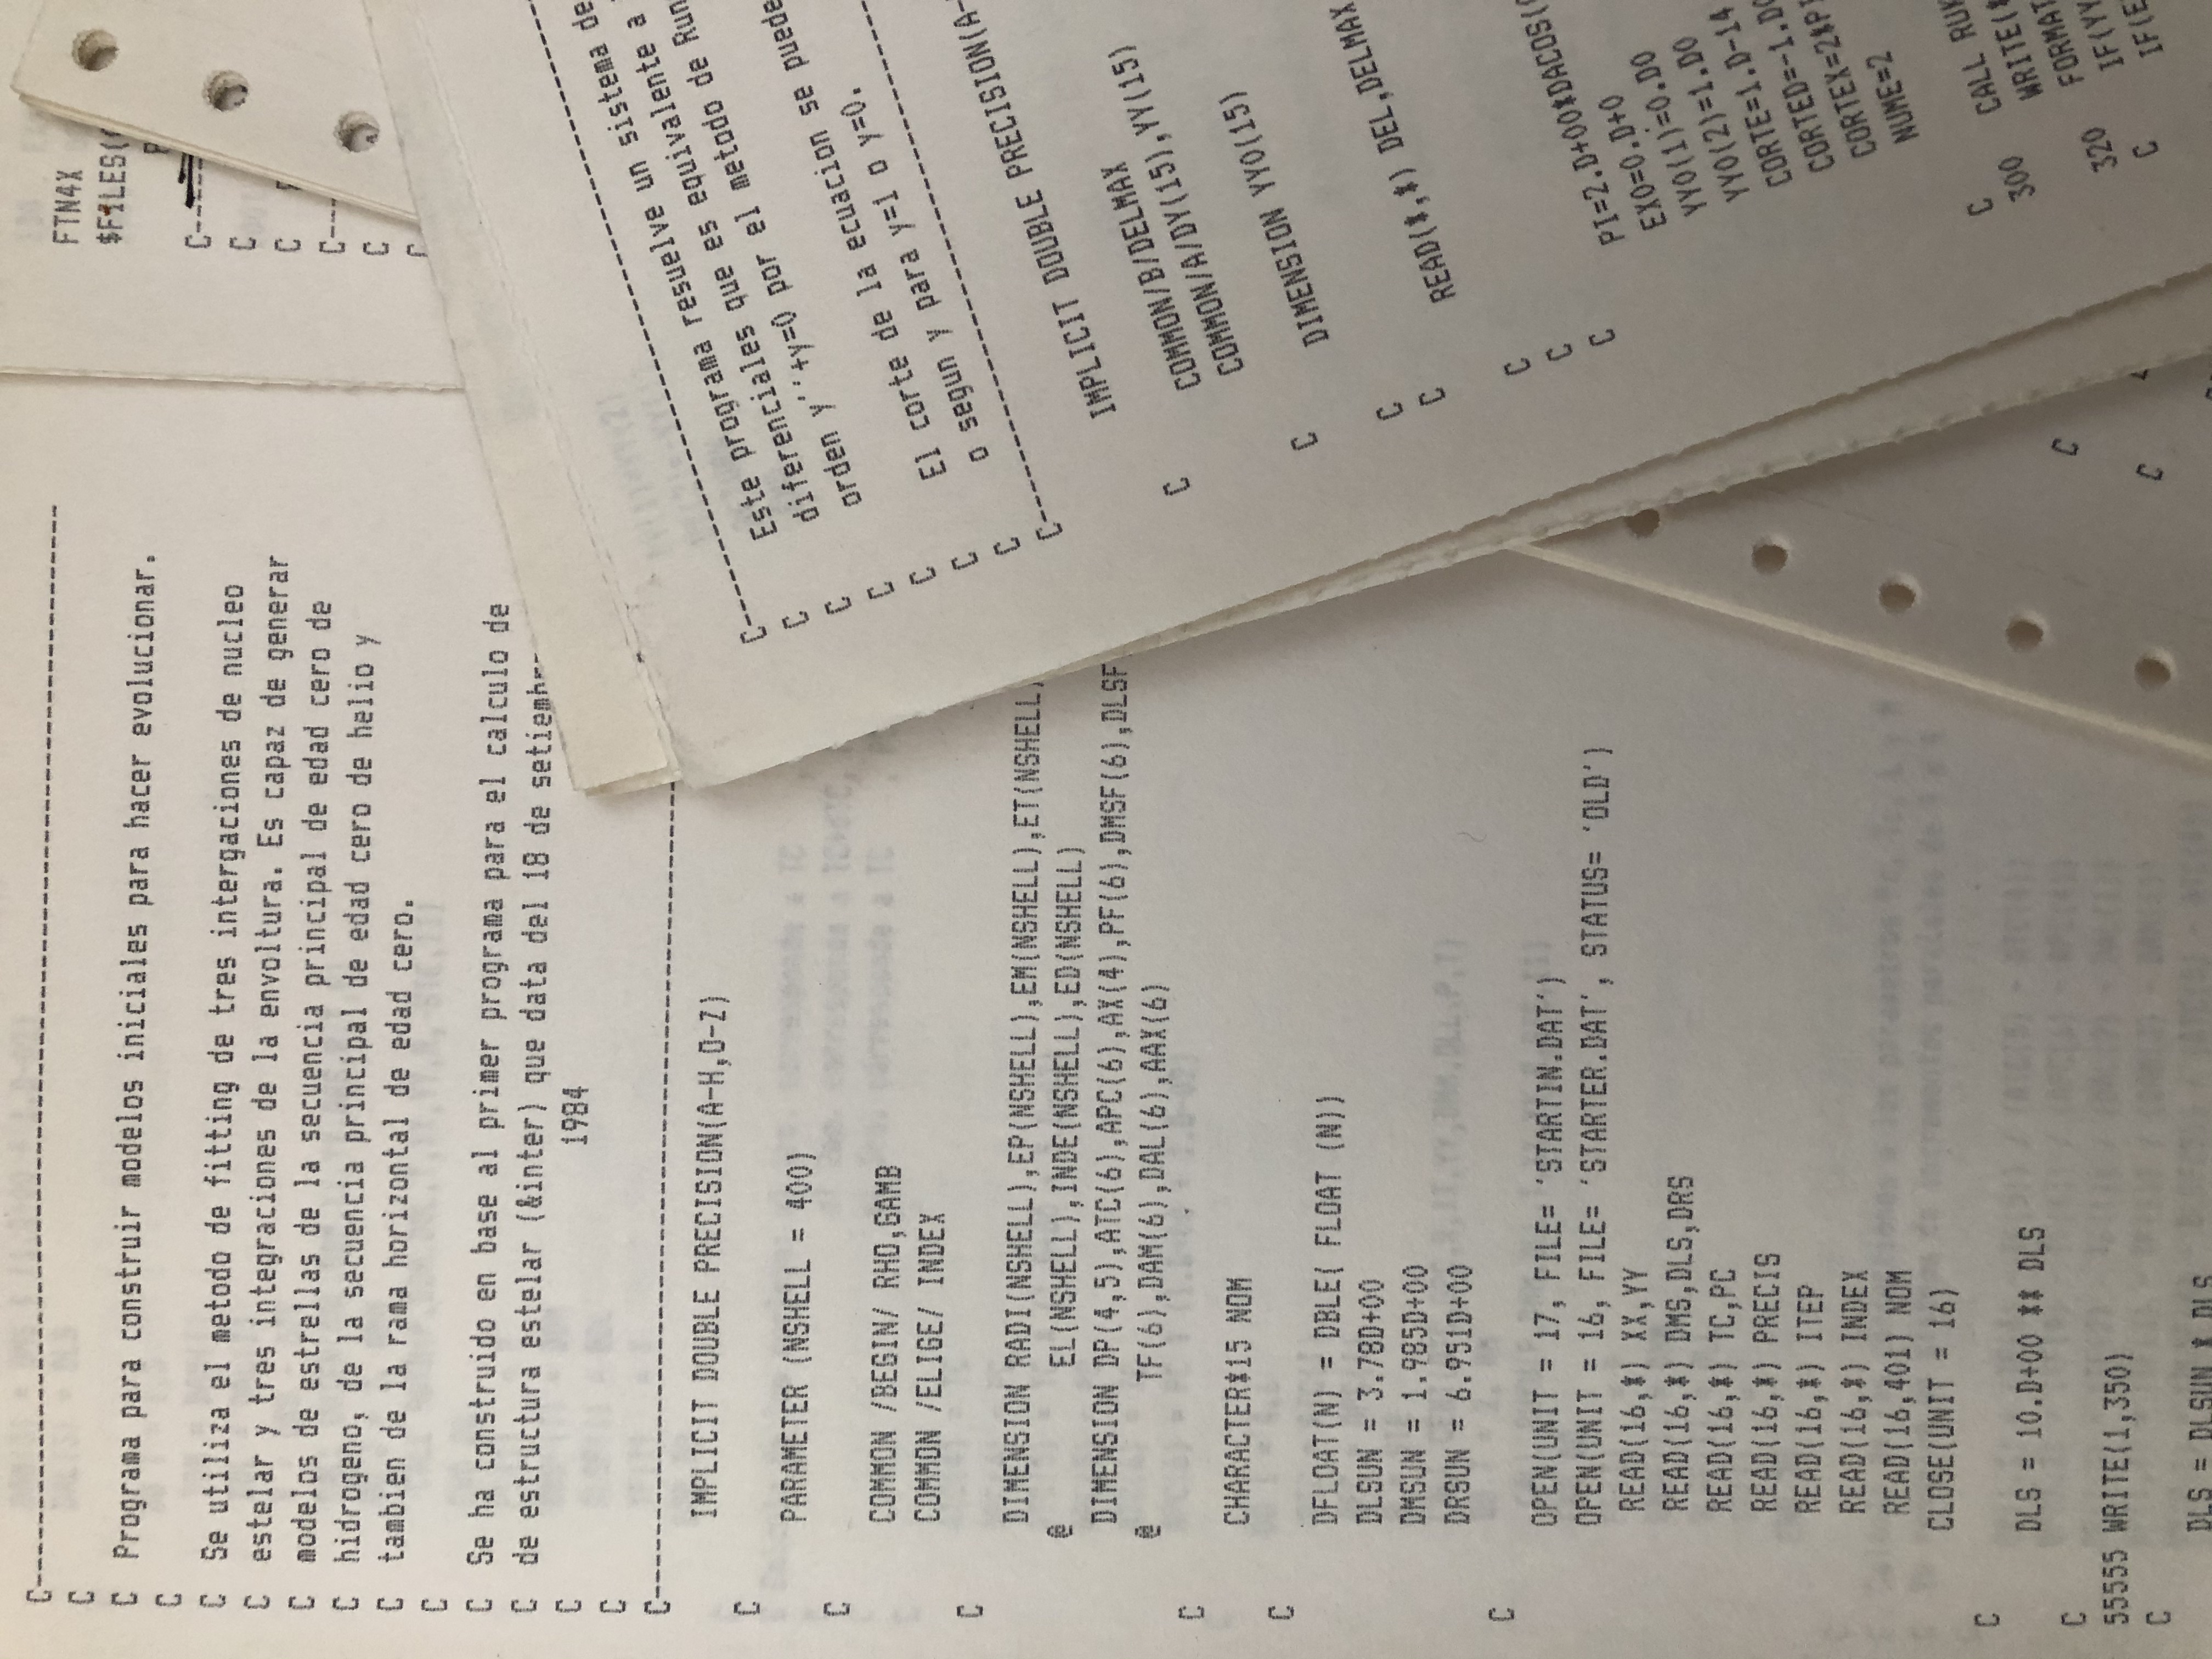 C------------------------------------------------------------
C
C Programa para construir modelos iniciales para hacer evolucionar.
C
C Se utiliza el metodo de fitting de tres intergaciones de nucleo
C estelar y tres integraciones de la envoltura. Es capaz de generar
C modelos de estrellas de la secuencia principal de edad cero de
C hidrogeno, de la secuencia principal de edad cero de helio y
C tambien de la rama horizontal de edad cero.
C
C Se ha construido en base al primer programa para el calculo de
C de estructura estelar (&inter) que data del 18 de setiembre
C 1984
C
C------------------------------------------------------------
IMPLICIT DOUBLE PRECISION(A-H,O-Z)
C
PARAMETER (NSHELL = 400)
C
COMMON /BEGIN/ RHO,GAMB
COMMON /ELIGE/ INDEX
C
DIMENSION RADI(NSHELL),EP(NSHELL),EM(NSHELL),ET(NSHELL),
@ EL(NSHELL),INDE(NSHELL),ED(NSHELL)
DIMENSION DP(4,5),ATC(6),APC(6),AX(4),PF(6),DMSF(6),DLSF
@ TF(6),DAM(6),DAL(6),AAX(6)
C
CHARACTER*15 NOM
C
DFLOAT(N) = DBLE( FLOAT (N))
DLSUN = 3.78D+00
DMSUN = 1.985D+00
DRSUN = 6.951D+00
C
OPEN(UNIT = 17, FILE= 'STARTIN.DAT')
OPEN(UNIT = 16, FILE= 'STARTER.DAT', STATUS= 'OLD')
READ(16,*) XX,YY
READ(16,*) DMS,DLS,DRS
READ(16,*) TC,PC
READ(16,*) PRECIS
READ(16,*) ITEP
READ(16,*) INDEX
READ(16,401) NOM
CLOSE(UNIT = 16)
C
DLS = 10.D+00 ** DLS
C
55555 WRITE(1,350)
C
DLS = DLSUN * DLS
FTN4X
$FILES(
C-----
C
C
C---
C
C
C------------------------------------
C Este programa resuelve un sistema de
C diferenciales que es equivalente a
C orden y''+y=0 por el metodo de Run
C
C El corte de la ecuacion se puede
C o segun y para y=1 o y=0.
C
C------------------------------------
IMPLICIT DOUBLE PRECISION(A-
C
COMMON/B/DELMAX
COMMON/A/DY(15),YY(15)
C
DIMENSION YY0(15)
C
C
READ(*,*) DEL,DELMAX
C
C
C
PI=2.D+00*DACOS(
EX0=0.D+0
YY0(1)=0.D0
YY0(2)=1.D0
CORTE=1.D-14
CORTED=-1.D0
CORTEX=2*PI
NUME=2
C
300 CALL RUN
WRITE(*
FORMAT
320 IF(YY
C IF(E
C
C